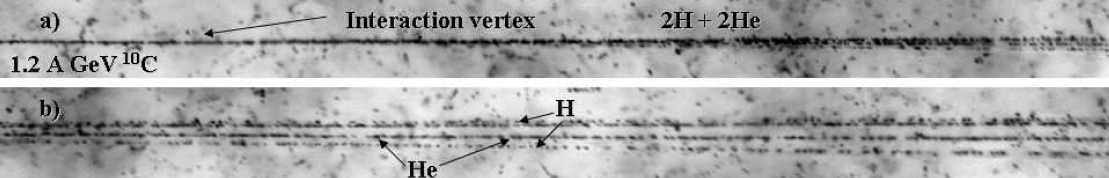 a) Interaction vertex 2H + 2He
1.2 A GeV ¹⁰C
b) H
He